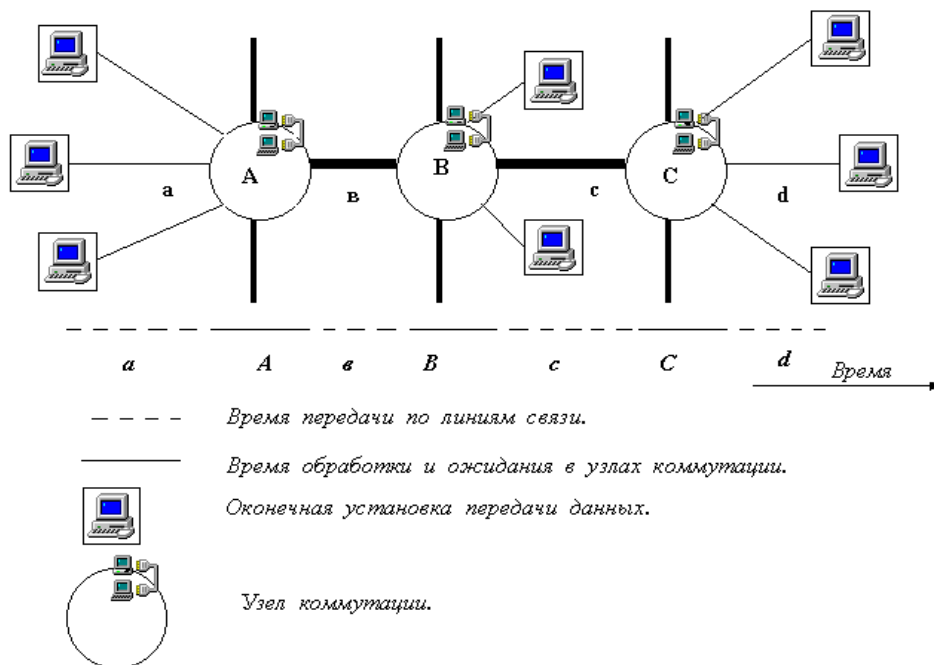 A
B
C
а
в
с
d
а A в B с C d
Время
Время передачи по линиям связи.
Время обработки и ожидания в узлах коммутации.
Оконечная установка передачи данных.
Узел коммутации.